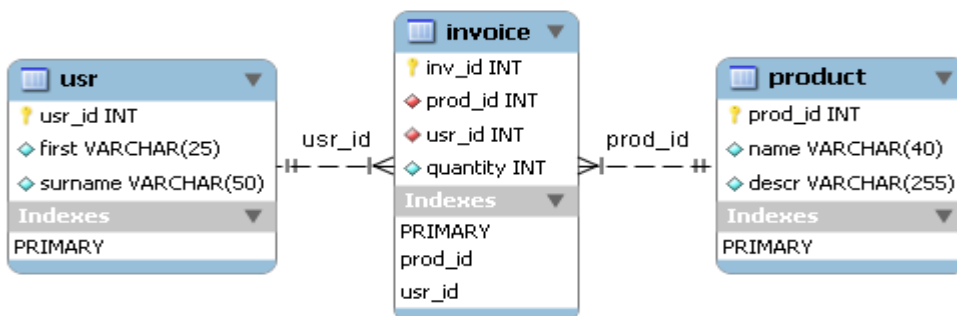 usr
usr_id INT
first VARCHAR(25)
surname VARCHAR(50)
Indexes
PRIMARY
usr_id
invoice
inv_id INT
prod_id INT
usr_id INT
quantity INT
Indexes
PRIMARY
prod_id
usr_id
prod_id
product
prod_id INT
name VARCHAR(40)
descr VARCHAR(255)
Indexes
PRIMARY